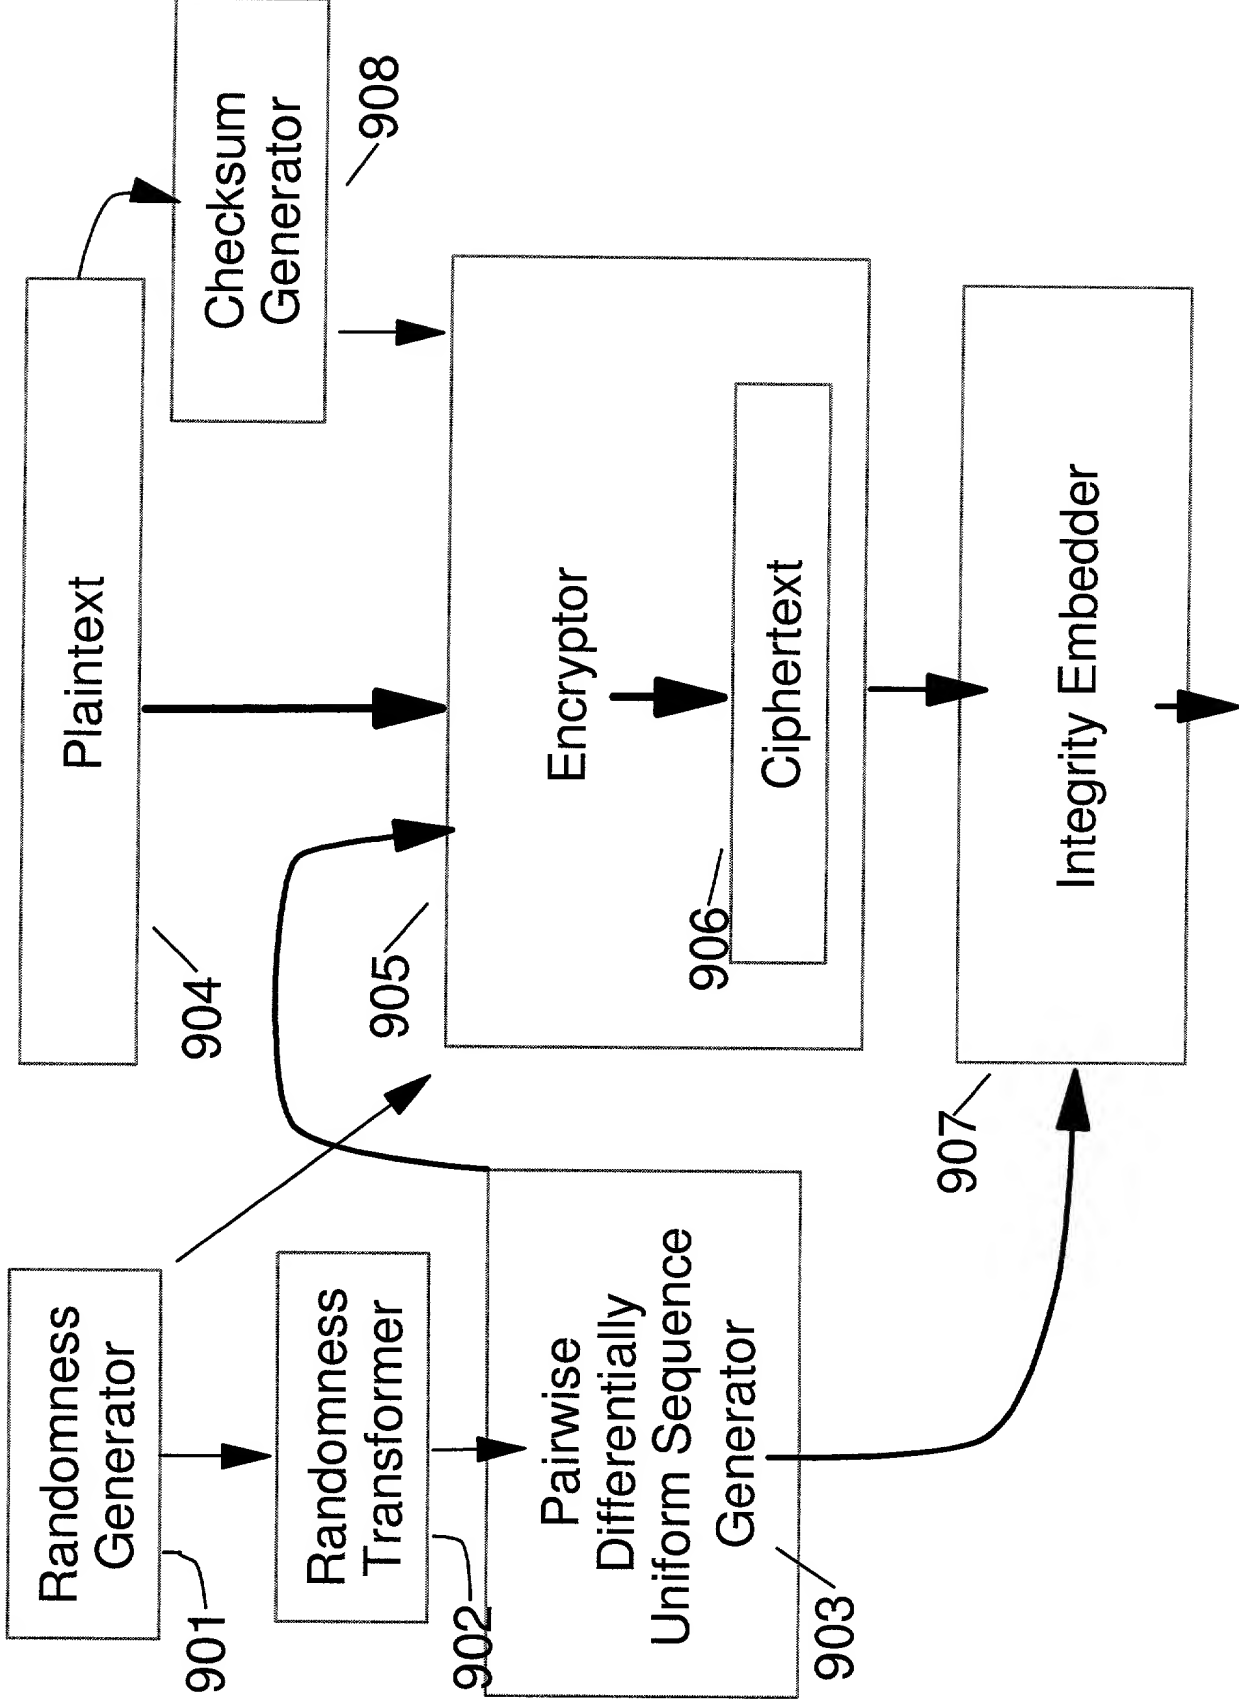 Randomness
Generator
901
Randomness
Transformer
902
Pairwise
Differentially
Uniform Sequence
Generator
903
Plaintext
904
Checksum
Generator
908
905
Encryptor
906
Ciphertext
907
Integrity Embedder